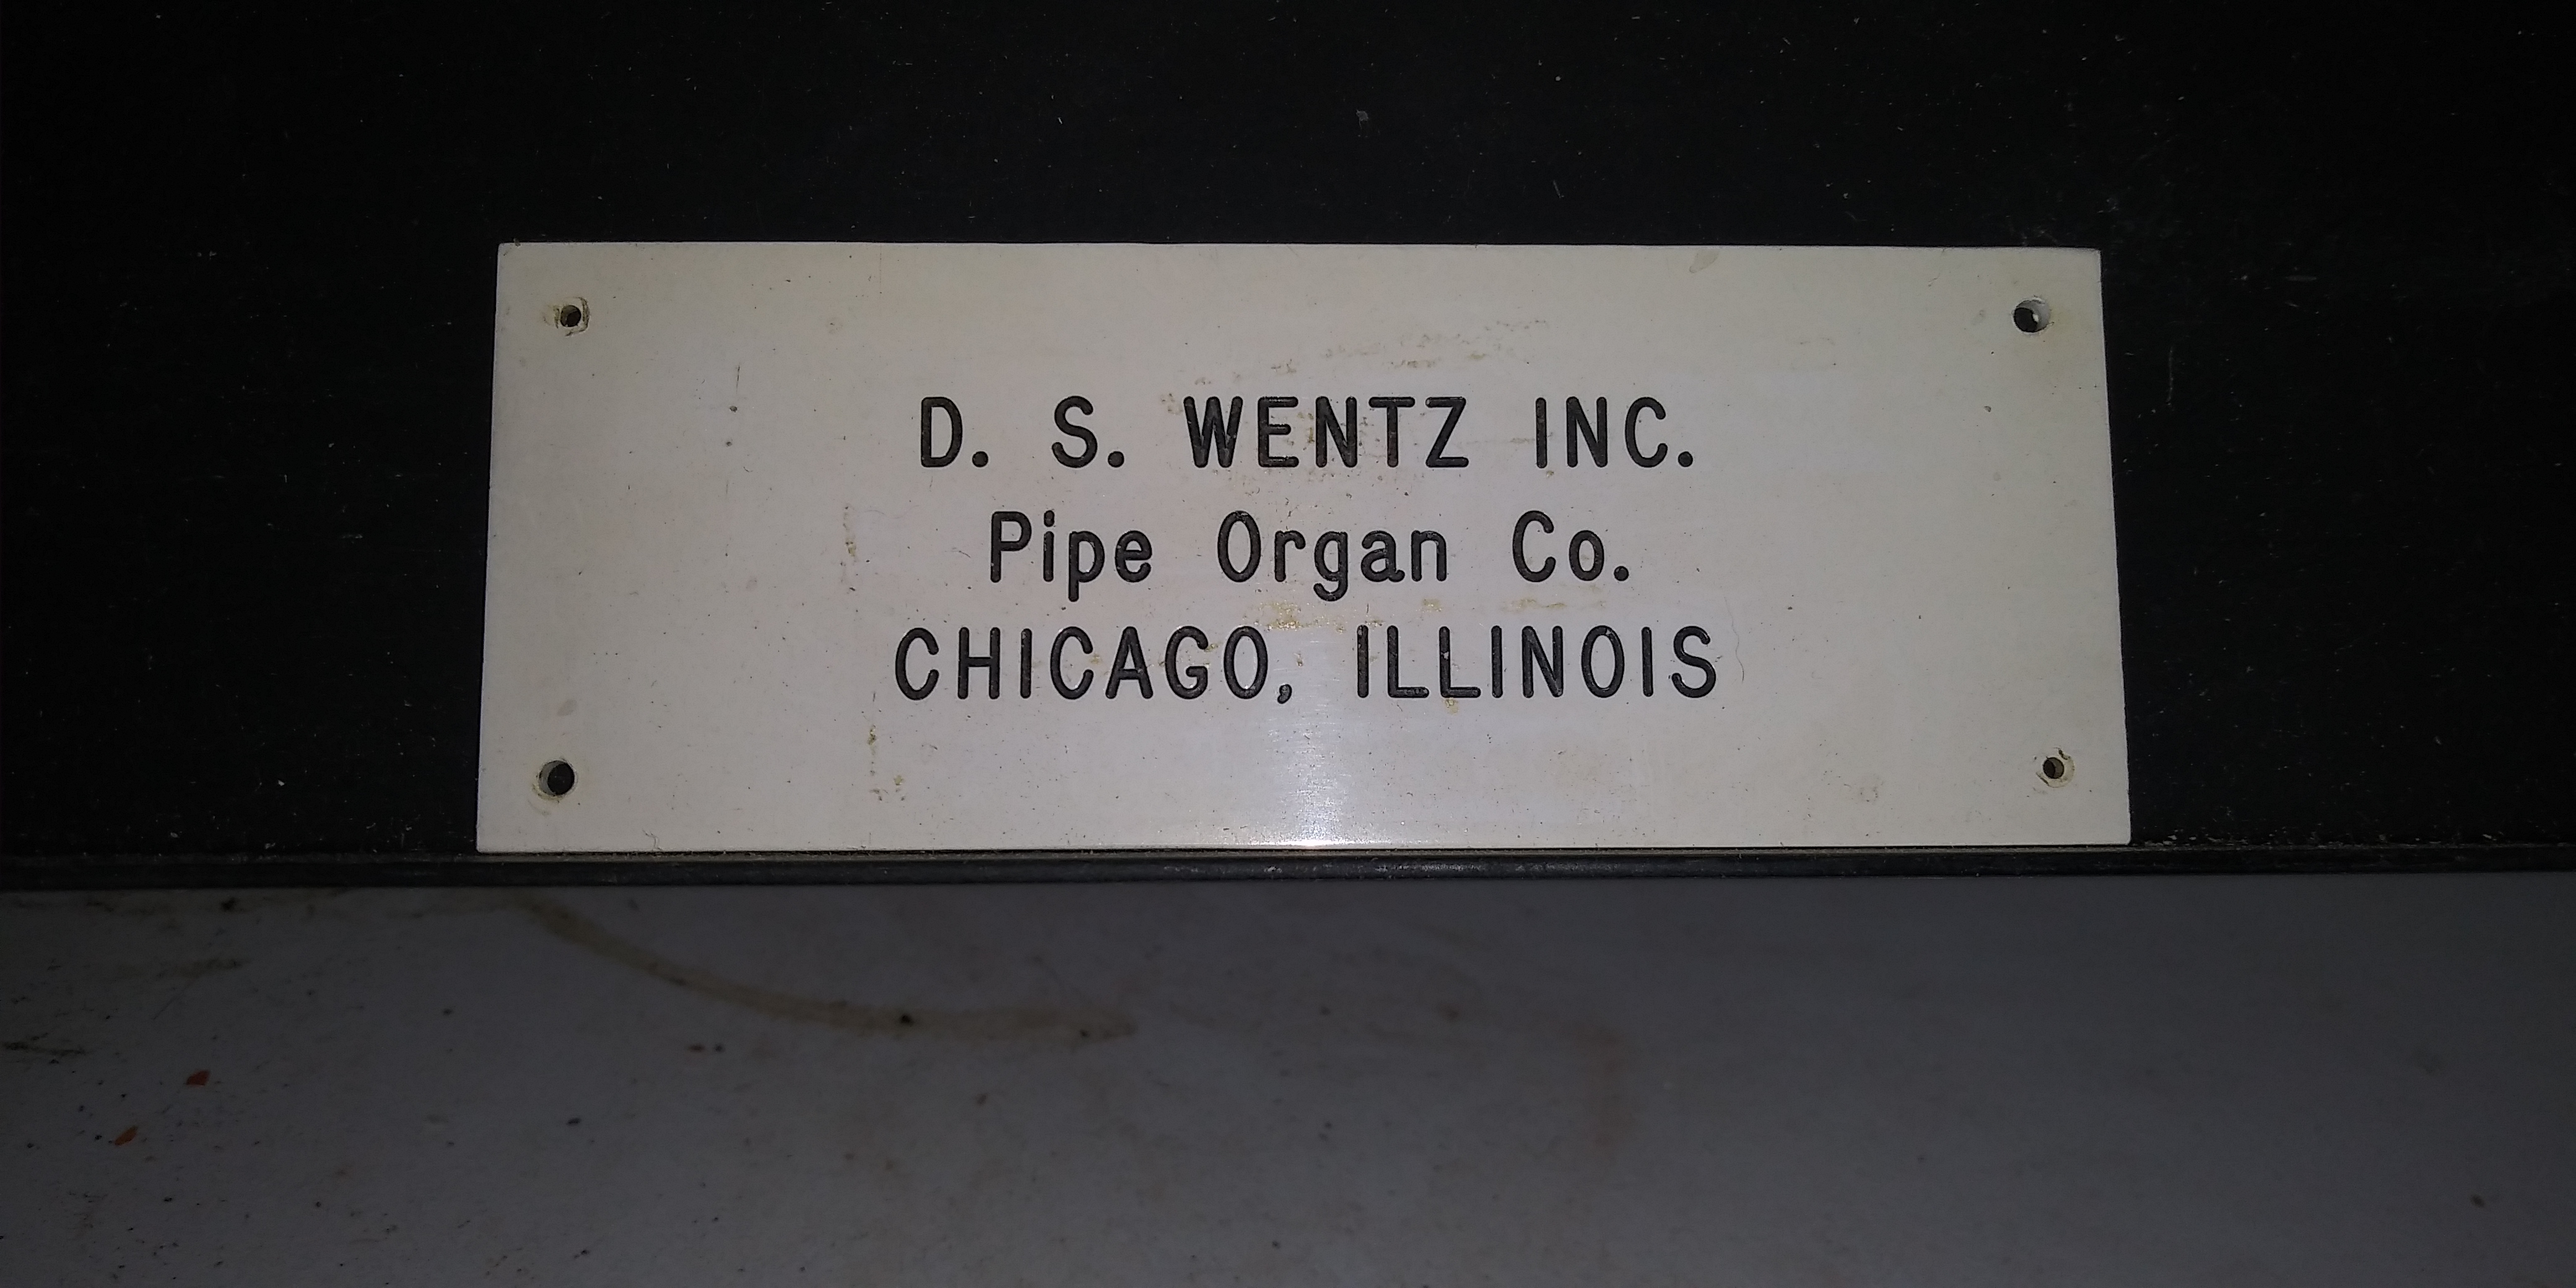 D. S. WENTZ INC.
Pipe Organ Co.
CHICAGO, ILLINOIS